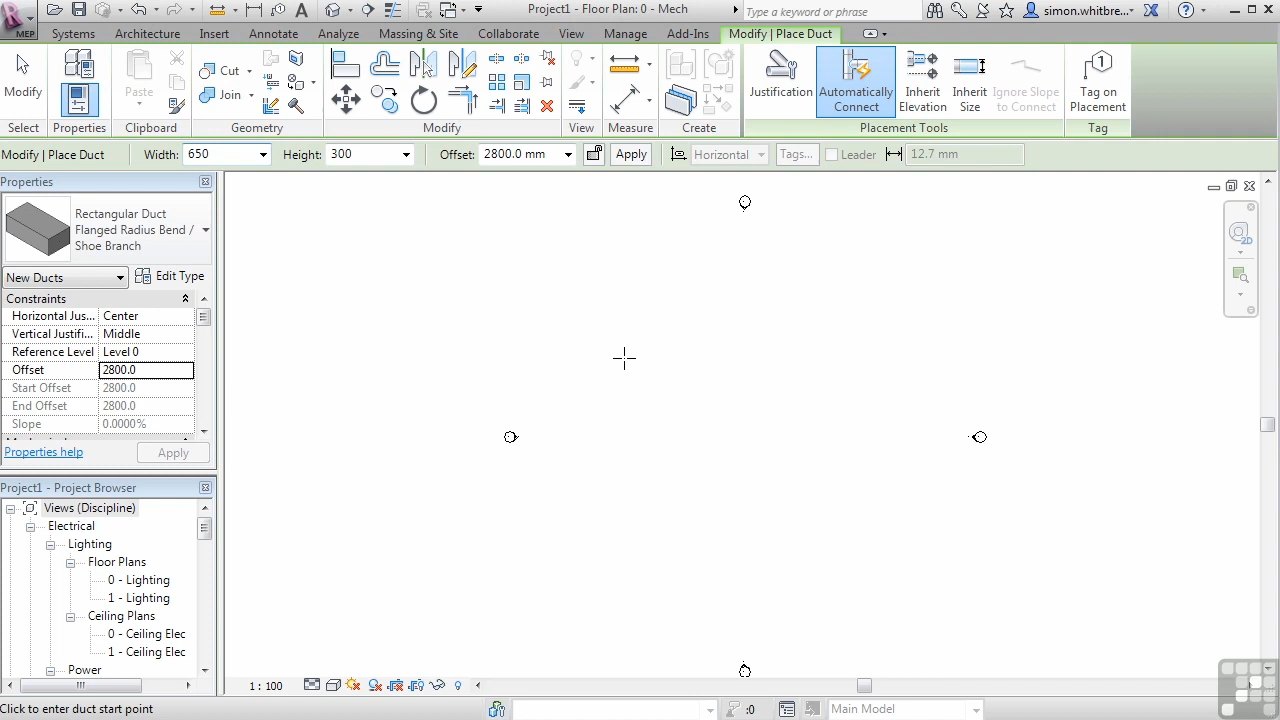 Project1 - Floor Plan: 0 - Mech
Type a keyword or phrase
simon.whitbre...
MEP
Systems
Architecture
Insert
Annotate
Analyze
Massing & Site
Collaborate
View
Manage
Add-Ins
Modify | Place Duct
Modify
Paste
Cut
Join
Justification
Automatically Connect
Inherit Elevation
Inherit Size
Ignore Slope to Connect
Tag on Placement
Select
Properties
Clipboard
Geometry
Modify
View
Measure
Create
Placement Tools
Tag
Modify | Place Duct
Width: 650
Height: 300
Offset: 2800.0 mm
Apply
Horizontal
Tags...
Leader
12.7 mm
Properties
Rectangular Duct
Flanged Radius Bend /
Shoe Branch
New Ducts
Edit Type
Constraints
Horizontal Jus... Center
Vertical Justifi... Middle
Reference Level Level 0
Offset 2800.0
Start Offset 2800.0
End Offset 2800.0
Slope 0.0000%
Properties help
Apply
Project1 - Project Browser
Views (Discipline)
Electrical
Lighting
Floor Plans
0 - Lighting
1 - Lighting
Ceiling Plans
0 - Ceiling Elec
1 - Ceiling Elec
Power
2D
1 : 100
Click to enter duct start point
:0
Main Model